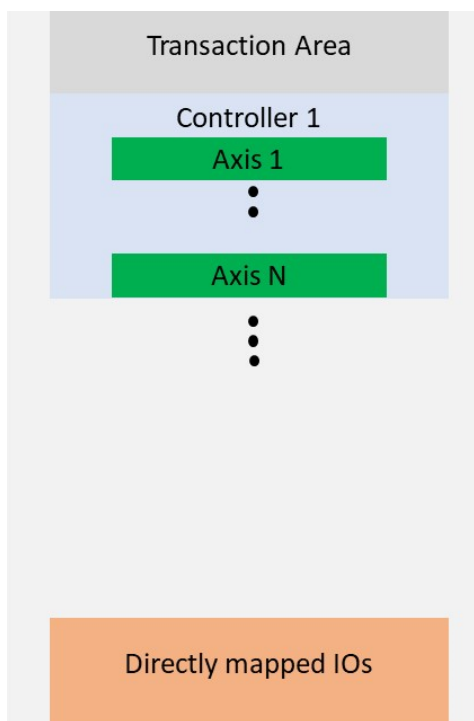 Transaction Area
Controller 1
Axis 1
Axis N
Directly mapped IOs